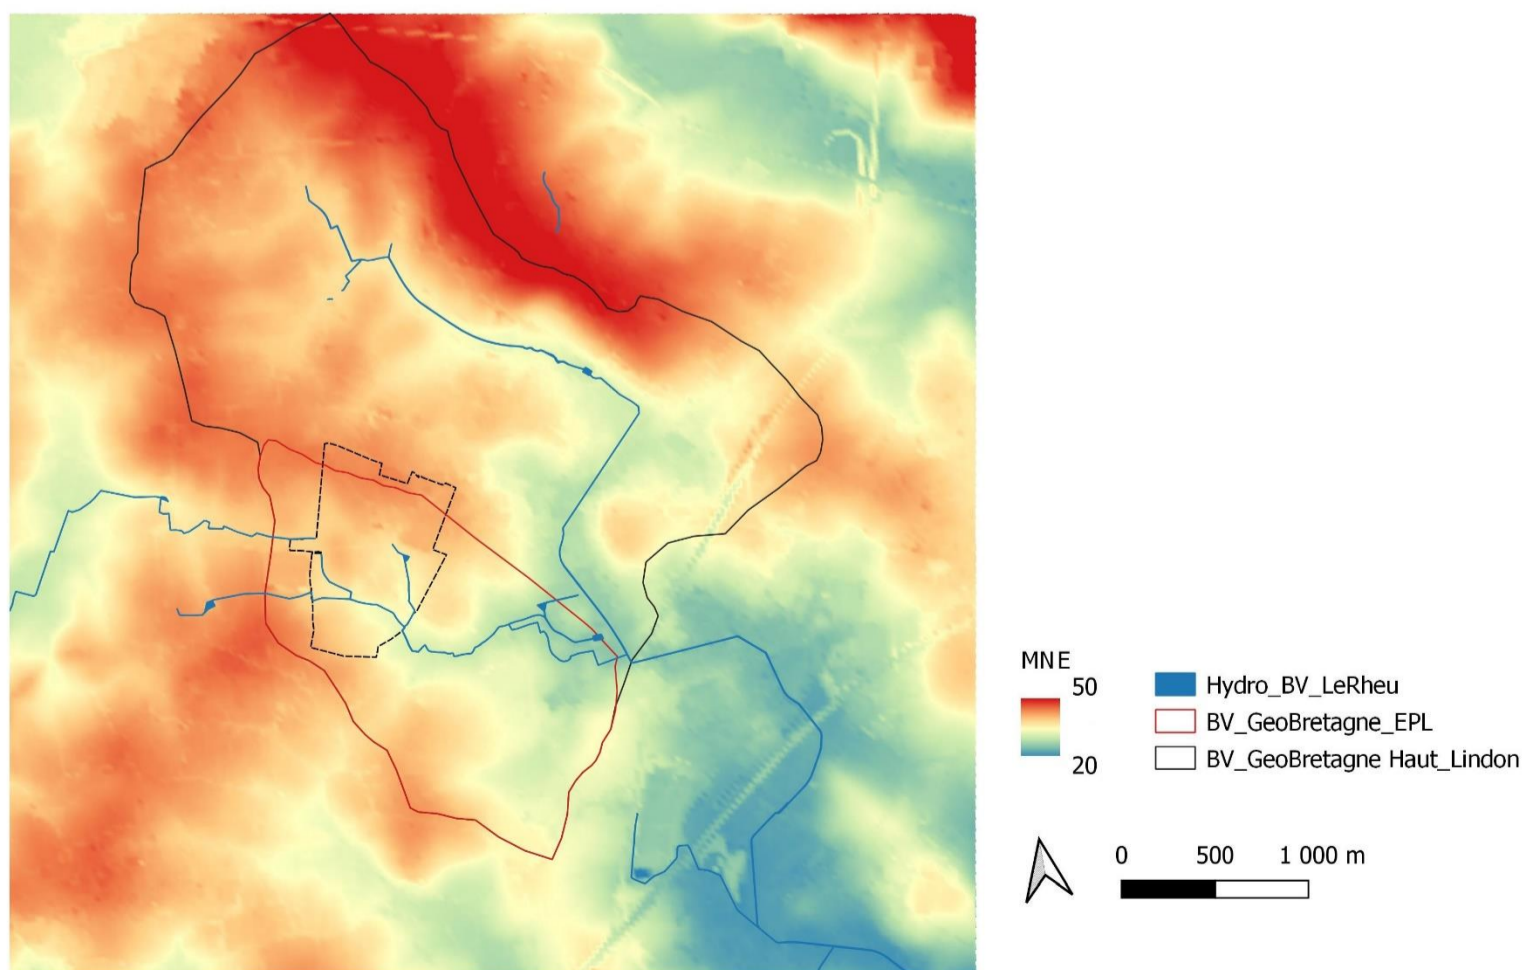 MNE
50
20
Hydro_BV_LeRheu
BV_GeoBretagne_EPL
BV_GeoBretagne Haut_Lindon
0 500 1 000 m